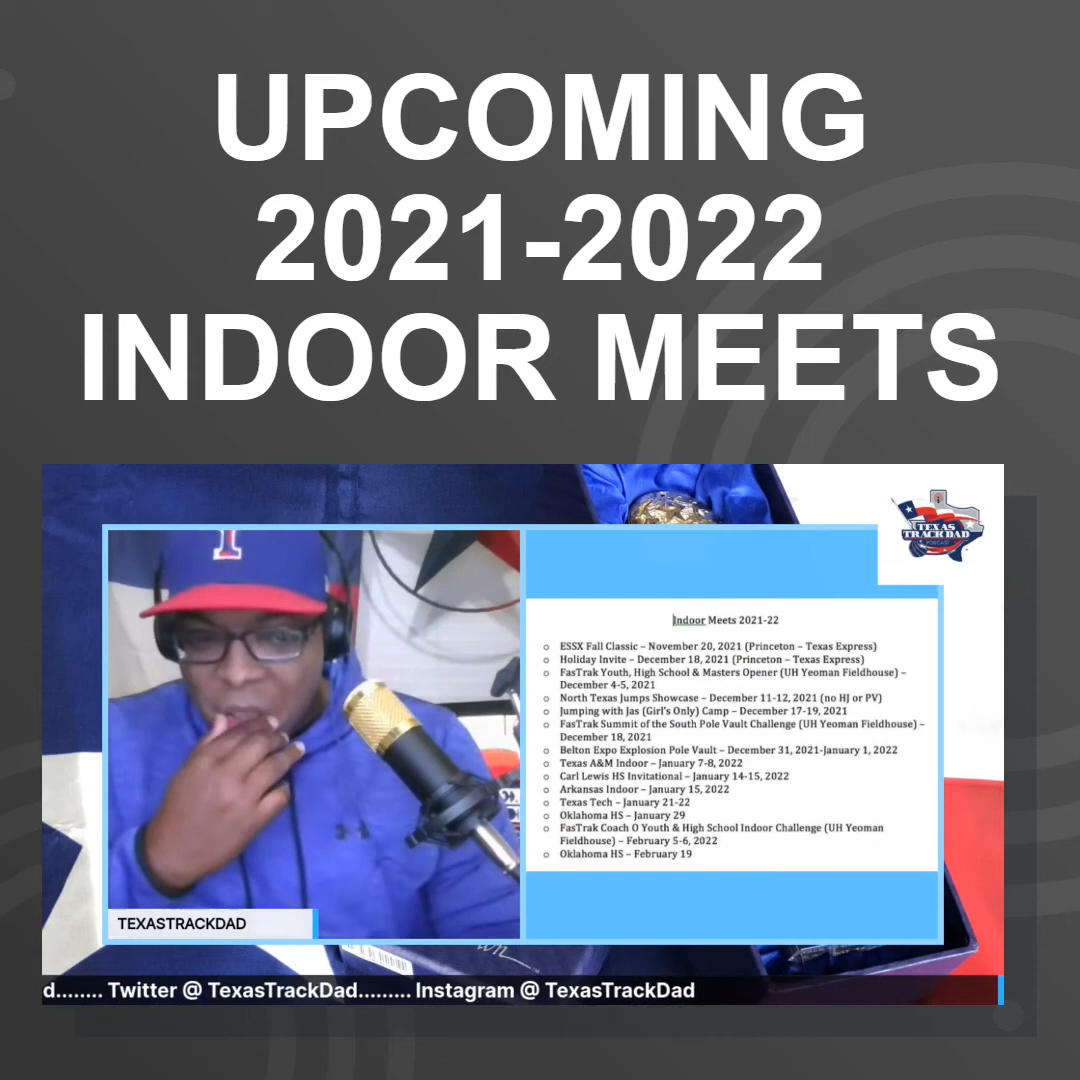 UPCOMING
2021-2022
INDOOR MEETS
TEXAS
TRACK DAD
PODCAST
T
Indoor Meets 2021-22
o ESSX Fall Classic – November 20, 2021 (Princeton – Texas Express)
o Holiday Invite – December 18, 2021 (Princeton – Texas Express)
o FasTrak Youth, High School & Masters Opener (UH Yeoman Fieldhouse) –
December 4-5, 2021
o North Texas Jumps Showcase – December 11-12, 2021 (no HJ or PV)
o Jumping with Jas (Girl's Only) Camp – December 17-19, 2021
o FasTrak Summit of the South Pole Vault Challenge (UH Yeoman Fieldhouse) –
December 18, 2021
o Belton Expo Explosion Pole Vault – December 31, 2021-January 1, 2022
o Texas A&M Indoor – January 7-8, 2022
o Carl Lewis HS Invitational – January 14-15, 2022
o Arkansas Indoor – January 15, 2022
o Texas Tech – January 21-22
o Oklahoma HS – January 29
o FasTrak Coach O Youth & High School Indoor Challenge (UH Yeoman
Fieldhouse) – February 5-6, 2022
o Oklahoma HS – February 19
TEXASTRACKDAD
d........ Twitter @ TexasTrackDad......... Instagram @ TexasTrackDad